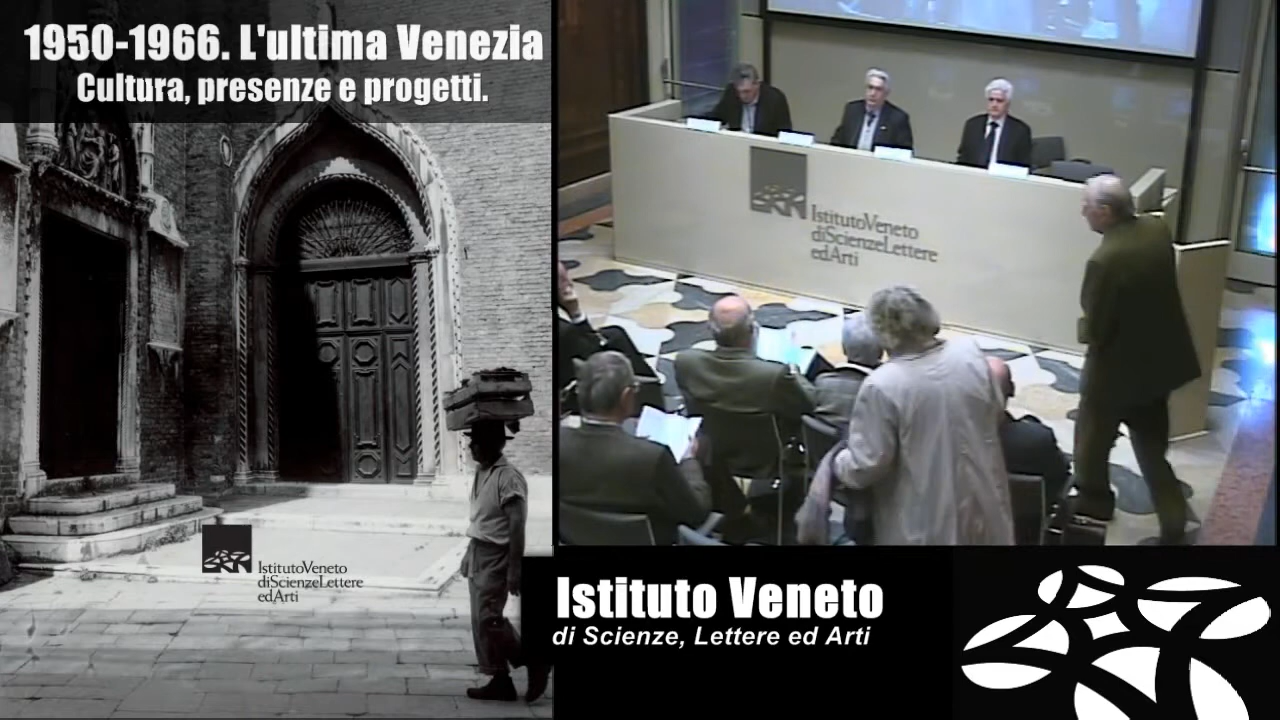 1950-1966. L'ultima Venezia
Cultura, presenze e progetti.
IstitutoVeneto
diScienzeLettere
edArti
IstitutoVeneto
diScienzeLettere
edArti
Istituto Veneto
di Scienze, Lettere ed Arti